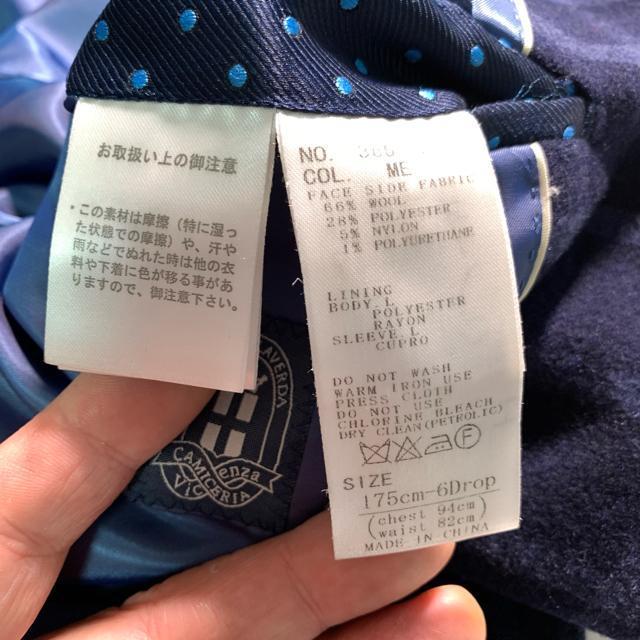 お取扱い上の御注意
*この素材は摩擦（特に湿っ
た状態での摩擦）や、汗や
雨などでぬれた時は他の衣
料や下着に色が移る事があ
りますので、御注意下さい。
NO.
COL. ME
FACE SIDE FABRIC
66% WOOL
28% POLYESTER
5% NYLON
1% POLYURETHANE
LINING
BODY.L
POLYESTER
RAYON
SLEEVE.L
CUPRO
DO NOT WASH
WARM IRON USE
PRESS CLOTH
DO NOT USE
CHLORINE BLEACH
DRY CLEAN(PETROLIC)
F
SIZE
175cm-6Drop
(chest 94cm)
(waist 82cm)
MADE IN CHINA
CAMICERIA